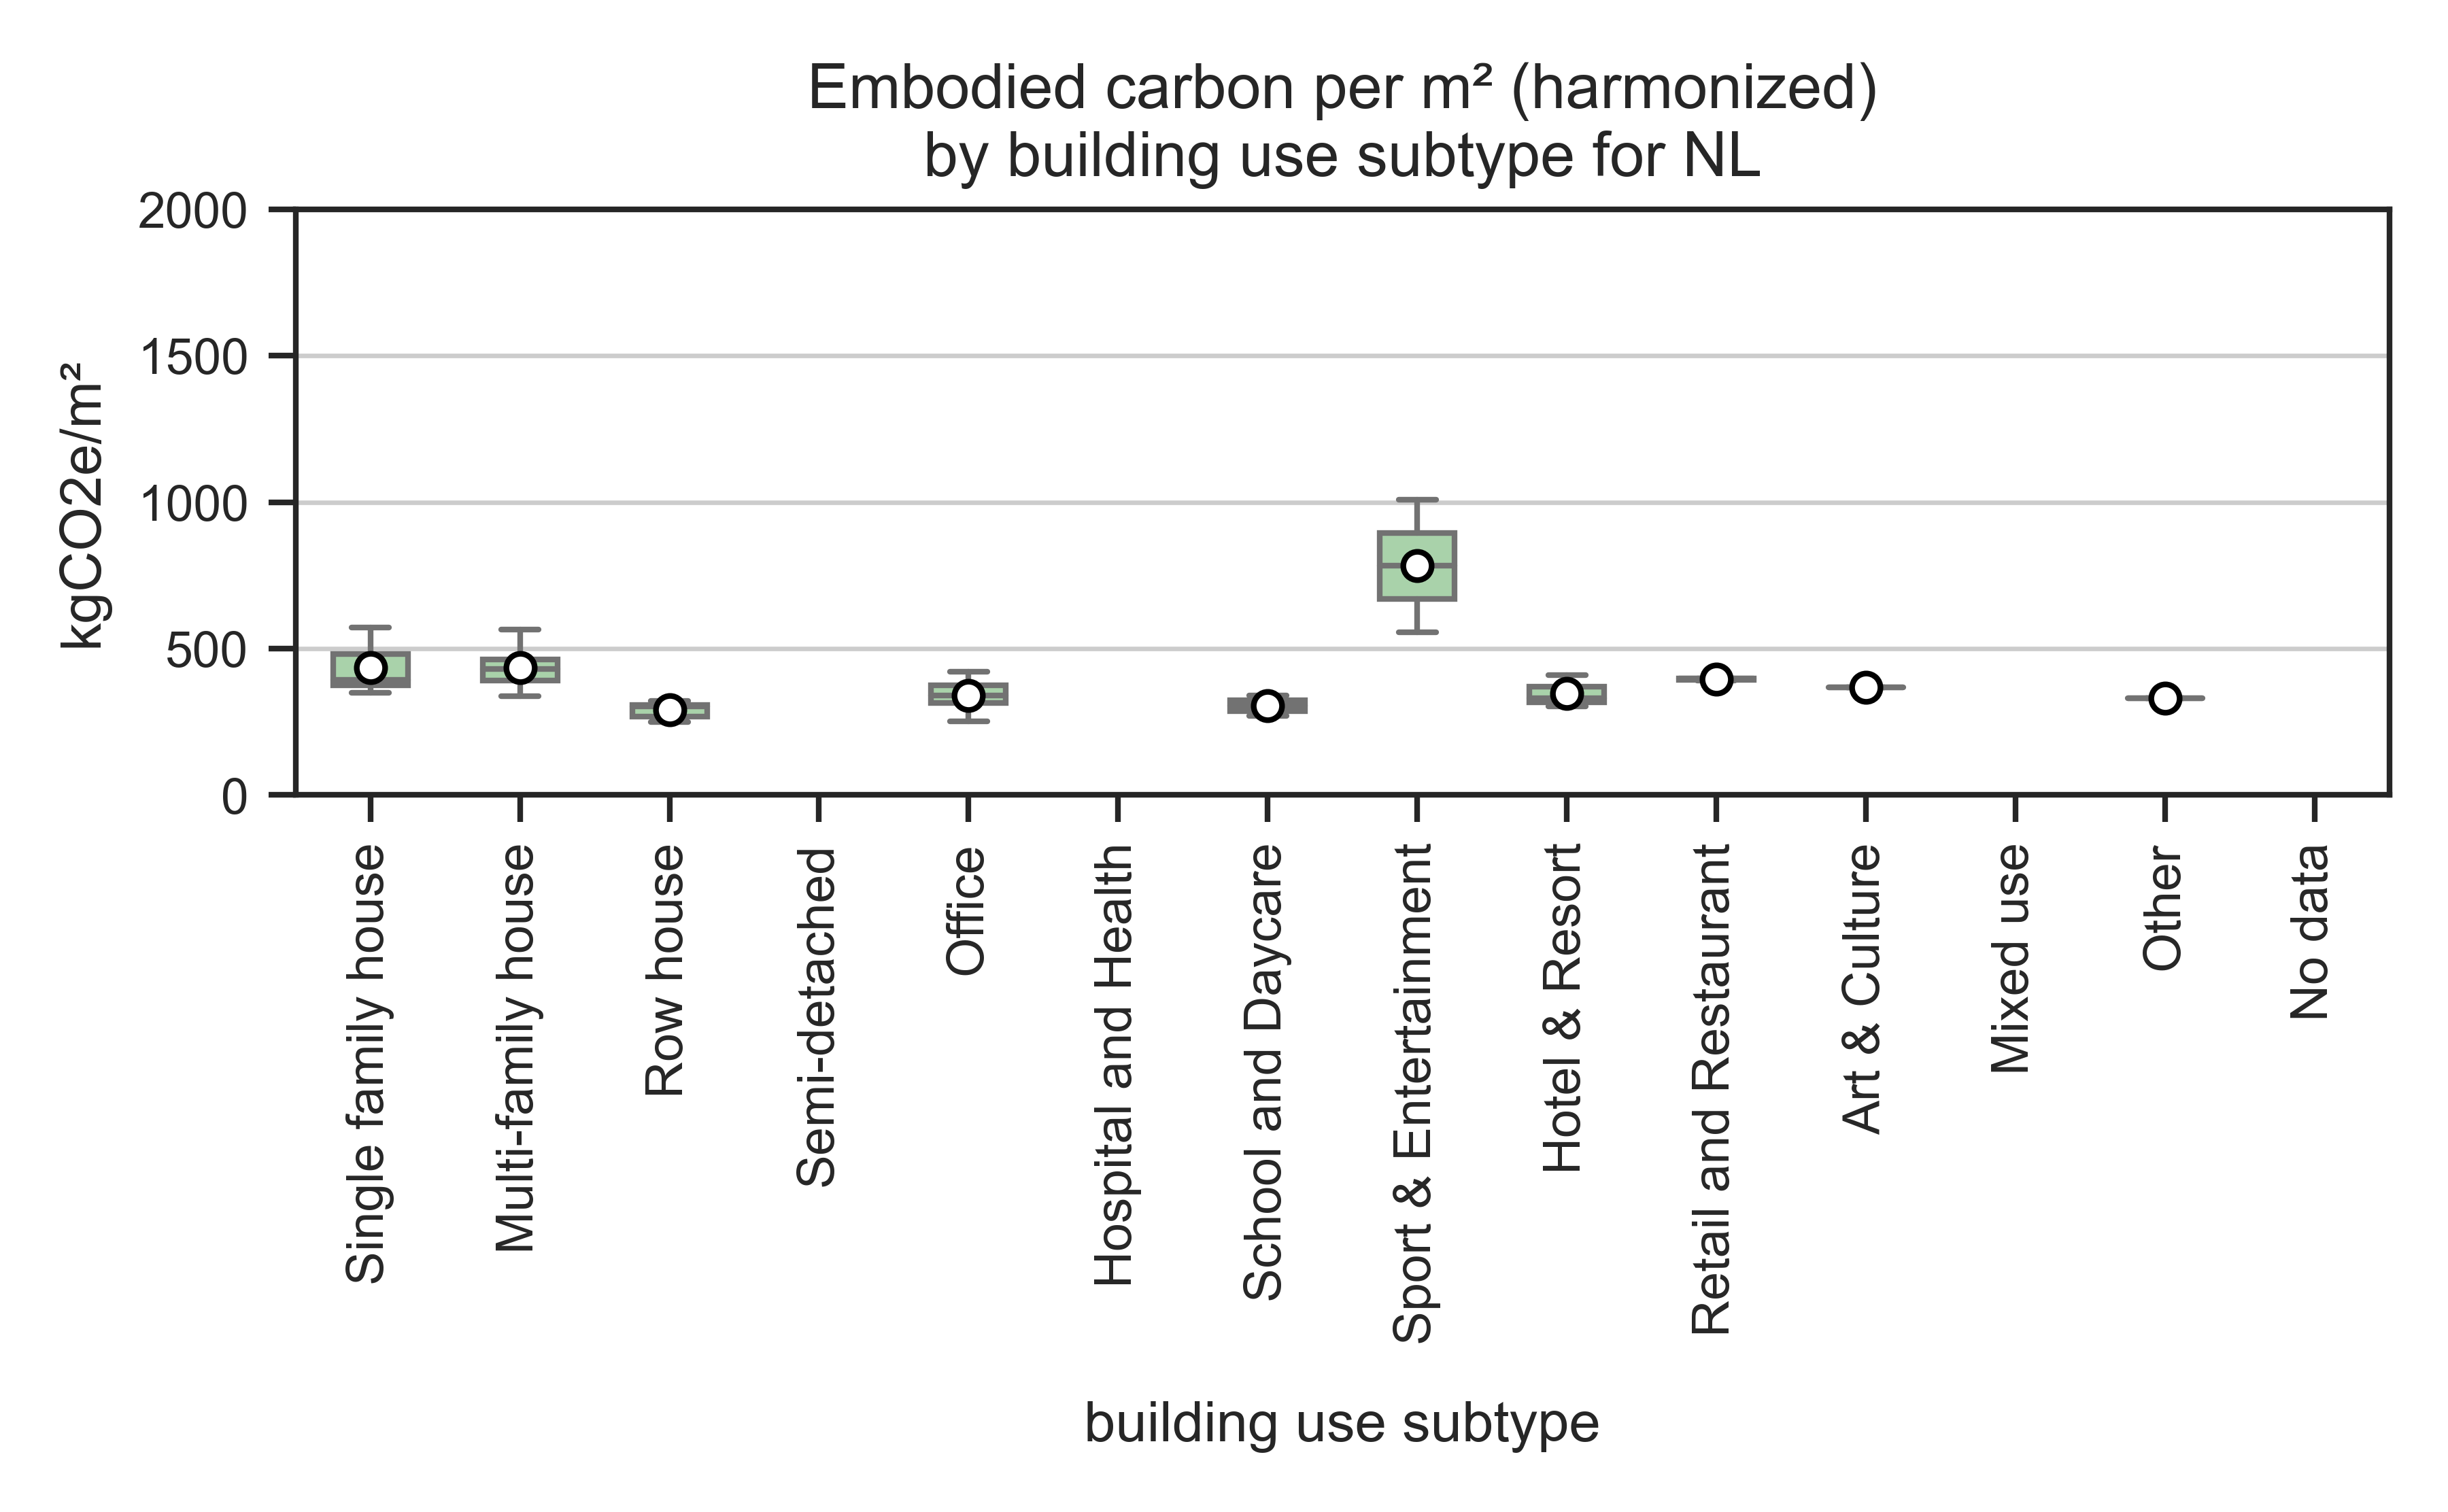 Embodied carbon per m² (harmonized)
by building use subtype for NL
2000
1500
1000
500
0
kgCO2e/m²
Single family house
Multi-family house
Row house
Semi-detached
Office
Hospital and Health
School and Daycare
Sport & Entertainment
Hotel & Resort
Retail and Restaurant
Art & Culture
Mixed use
Other
No data
building use subtype